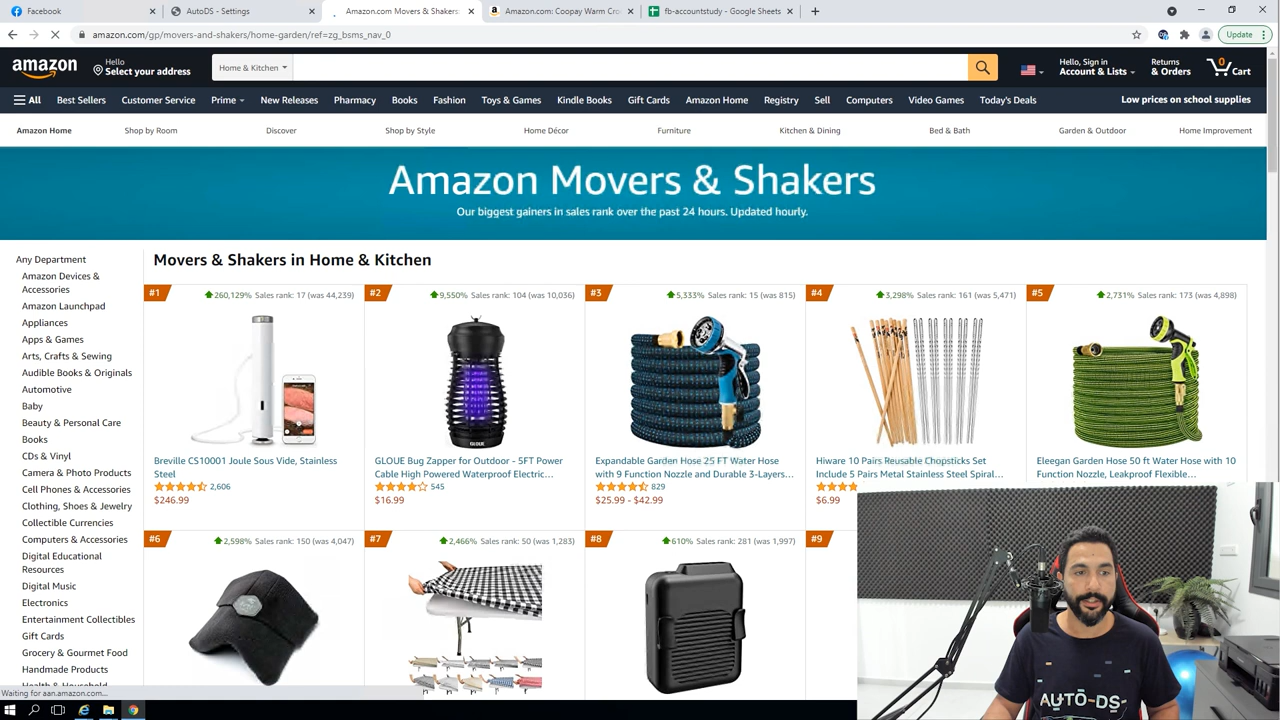 Facebook
AutoDS - Settings
Amazon.com Movers & Shakers:
Amazon.com: Coopay Warm Cro
fb-accountstudy - Google Sheets
amazon.com/gp/movers-and-shakers/home-garden/ref=zg_bsms_nav_0
Update
amazon
Hello
Select your address
Home & Kitchen
Hello, Sign in
Account & Lists
Returns
& Orders
0
Cart
All
Best Sellers
Customer Service
Prime
New Releases
Pharmacy
Books
Fashion
Toys & Games
Kindle Books
Gift Cards
Amazon Home
Registry
Sell
Computers
Video Games
Today's Deals
Low prices on school supplies
Amazon Home
Shop by Room
Discover
Shop by Style
Home Décor
Furniture
Kitchen & Dining
Bed & Bath
Garden & Outdoor
Home Improvement
Amazon Movers & Shakers
Our biggest gainers in sales rank over the past 24 hours. Updated hourly.
Any Department
Amazon Devices &
Accessories
Amazon Launchpad
Appliances
Apps & Games
Arts, Crafts & Sewing
Audible Books & Originals
Automotive
Baby
Beauty & Personal Care
Books
CDs & Vinyl
Camera & Photo Products
Cell Phones & Accessories
Clothing, Shoes & Jewelry
Collectible Currencies
Computers & Accessories
Digital Educational
Resources
Digital Music
Electronics
Entertainment Collectibles
Gift Cards
Grocery & Gourmet Food
Handmade Products
Movers & Shakers in Home & Kitchen
#1
260,129% Sales rank: 17 (was 44,239)
Breville CS10001 Joule Sous Vide, Stainless
Steel
2,606
$246.99
#2
9,550% Sales rank: 104 (was 10,036)
GLOUE
GLOUE Bug Zapper for Outdoor - 5FT Power
Cable High Powered Waterproof Electric...
545
$16.99
#3
5,333% Sales rank: 15 (was 815)
Expandable Garden Hose 25 FT Water Hose
with 9 Function Nozzle and Durable 3-Layers...
829
$25.99 - $42.99
#4
3,298% Sales rank: 161 (was 5,471)
Hiware 10 Pairs Reusable Chopsticks Set
Include 5 Pairs Metal Stainless Steel Spiral...
$6.99
#5
2,731% Sales rank: 173 (was 4,898)
Eleegan Garden Hose 50 ft Water Hose with 10
Function Nozzle, Leakproof Flexible...
#6
2,598% Sales rank: 150 (was 4,047)
#7
2,466% Sales rank: 50 (was 1,283)
#8
610% Sales rank: 281 (was 1,997)
#9
AUTO-DS
Waiting for aan.amazon.com...